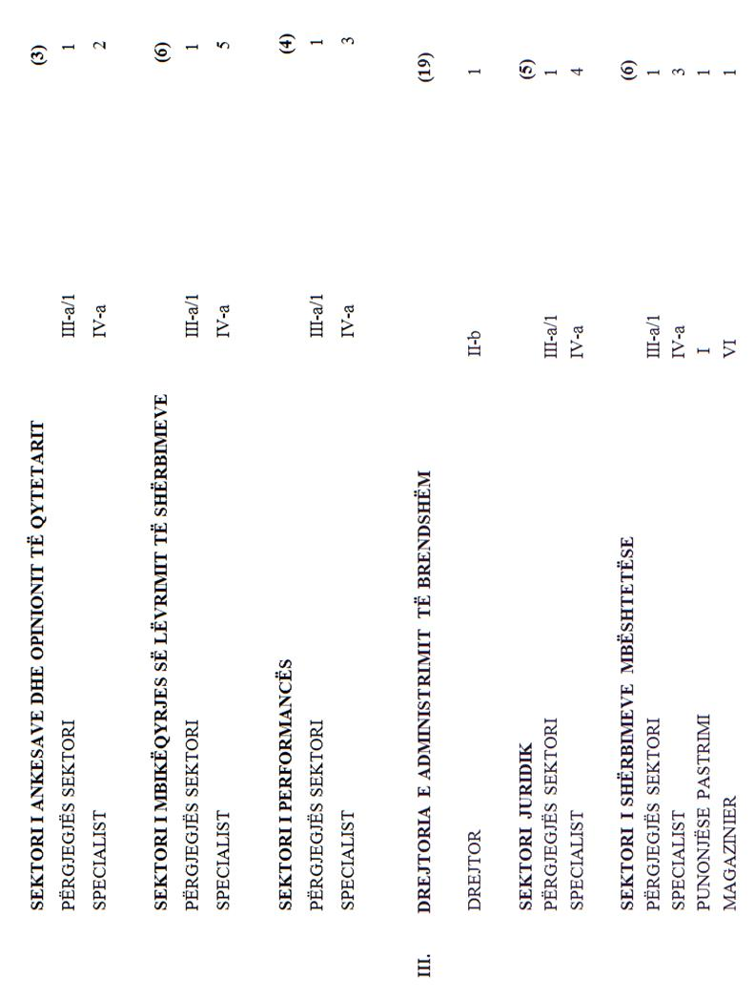 SEKTORI I ANKESAVE DHE OPINIONIT TË QYTETARIT (3)
PËRGJEGJËS SEKTORI III-a/1 1
SPECIALIST IV-a 2
SEKTORI I MBIKËQYRJES SË LËVRIMIT TË SHËRBIMEVE (6)
PËRGJEGJËS SEKTORI III-a/1 1
SPECIALIST IV-a 5
SEKTORI I PERFORMANCËS (4)
PËRGJEGJËS SEKTORI III-a/1 1
SPECIALIST IV-a 3
III. DREJTORIA E ADMINISTRIMIT TË BRENDSHËM (19)
DREJTOR II-b 1
SEKTORI JURIDIK (5)
PËRGJEGJËS SEKTORI III-a/1 1
SPECIALIST IV-a 4
SEKTORI I SHËRBIMEVE MBËSHTETËSE (6)
PËRGJEGJËS SEKTORI III-a/1 1
SPECIALIST IV-a 3
PUNONJËSE PASTRIMI I 1
MAGAZINIER VI 1